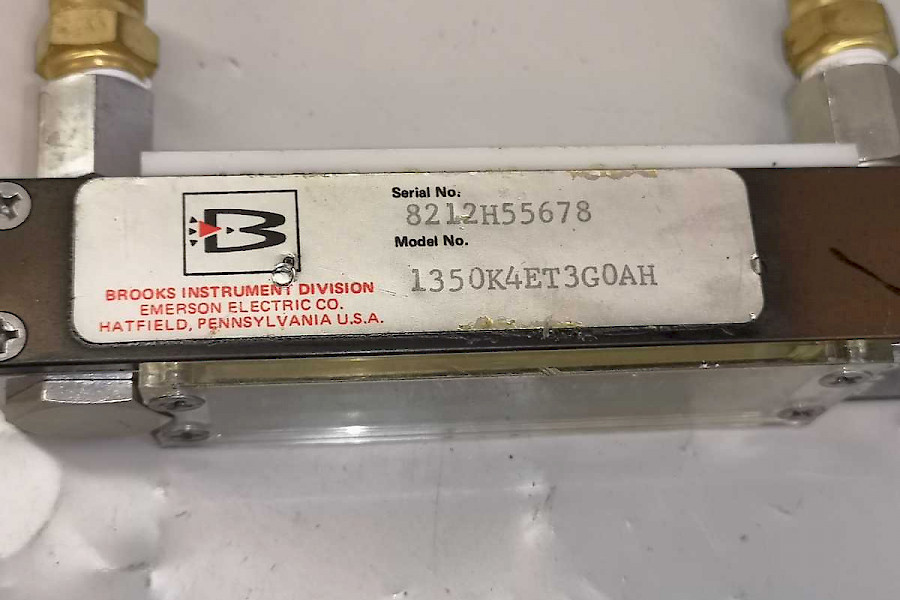 B
Serial No.
8212H55678
Model No.
1350K4ET3G0AH
BROOKS INSTRUMENT DIVISION
EMERSON ELECTRIC CO.
HATFIELD, PENNSYLVANIA U.S.A.